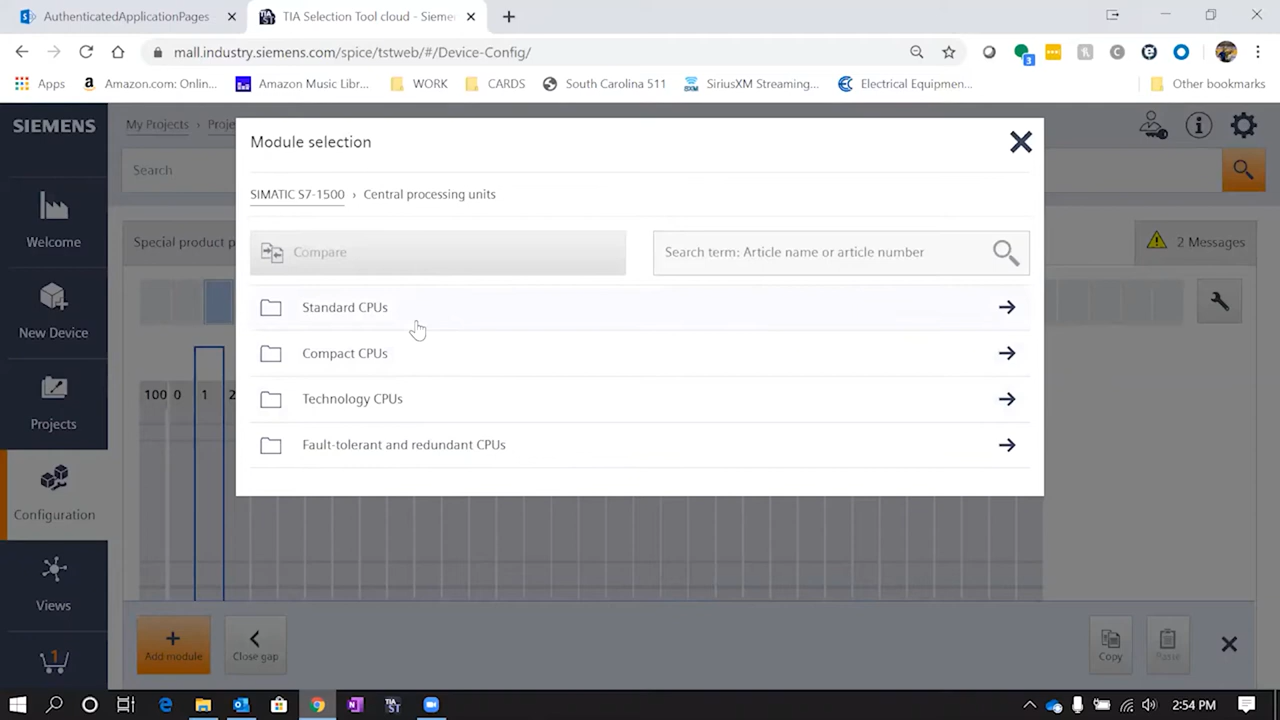 AuthenticatedApplicationPages
TIA Selection Tool cloud - Sieme
mall.industry.siemens.com/spice/tstweb/#/Device-Config/
3
Apps
Amazon.com: Onlin...
Amazon Music Libr...
WORK
CARDS
South Carolina 511
SiriusXM Streaming...
Electrical Equipmen...
Other bookmarks
SIEMENS
My Projects › Proje
Search
Module selection
SIMATIC S7-1500 › Central processing units
Compare
Search term: Article name or article number
Special product p
2 Messages
Standard CPUs
Compact CPUs
Technology CPUs
Fault-tolerant and redundant CPUs
100 0 1 2
Welcome
New Device
Projects
Configuration
Views
1
Add module
Close gap
Copy
Paste
2:54 PM